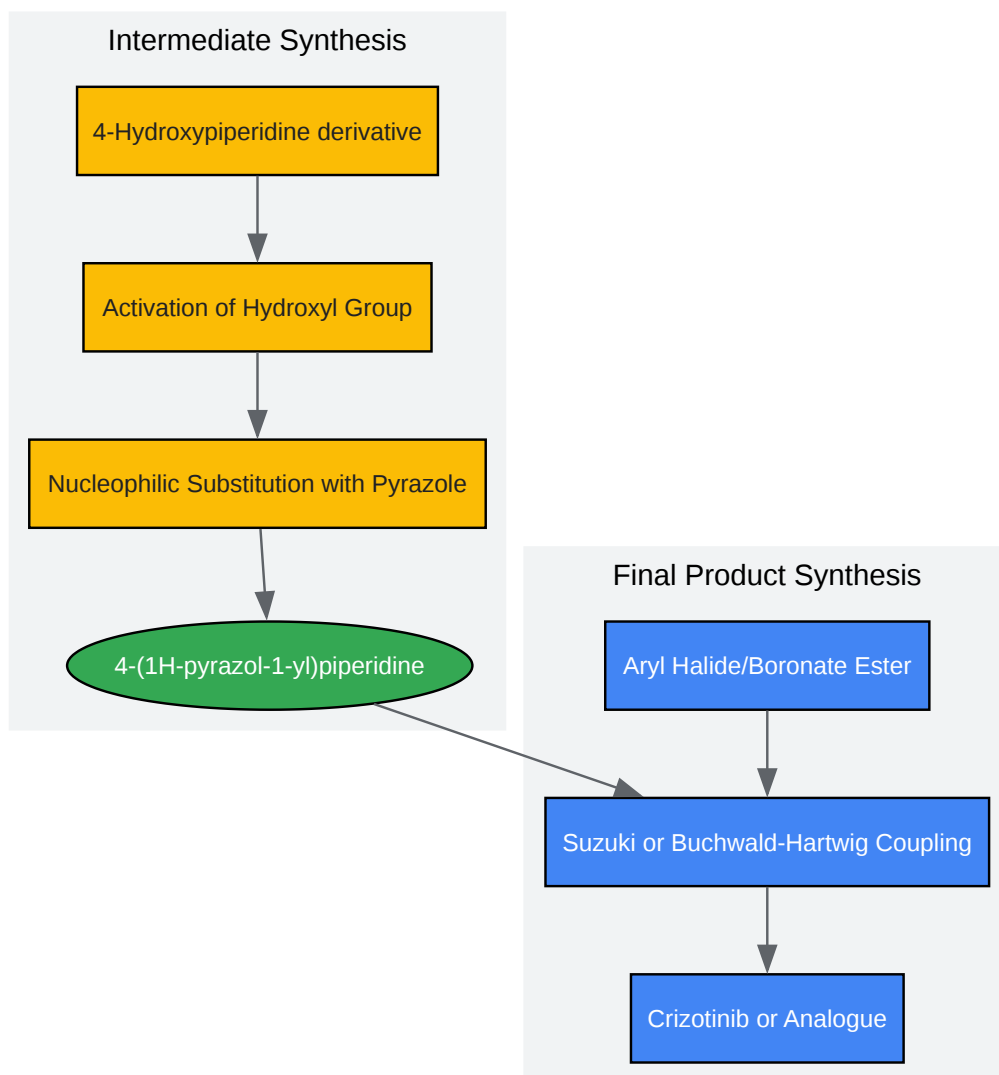 Intermediate Synthesis
4-Hydroxypiperidine derivative
Activation of Hydroxyl Group
Nucleophilic Substitution with Pyrazole
4-(1H-pyrazol-1-yl)piperidine
Final Product Synthesis
Aryl Halide/Boronate Ester
Suzuki or Buchwald-Hartwig Coupling
Crizotinib or Analogue